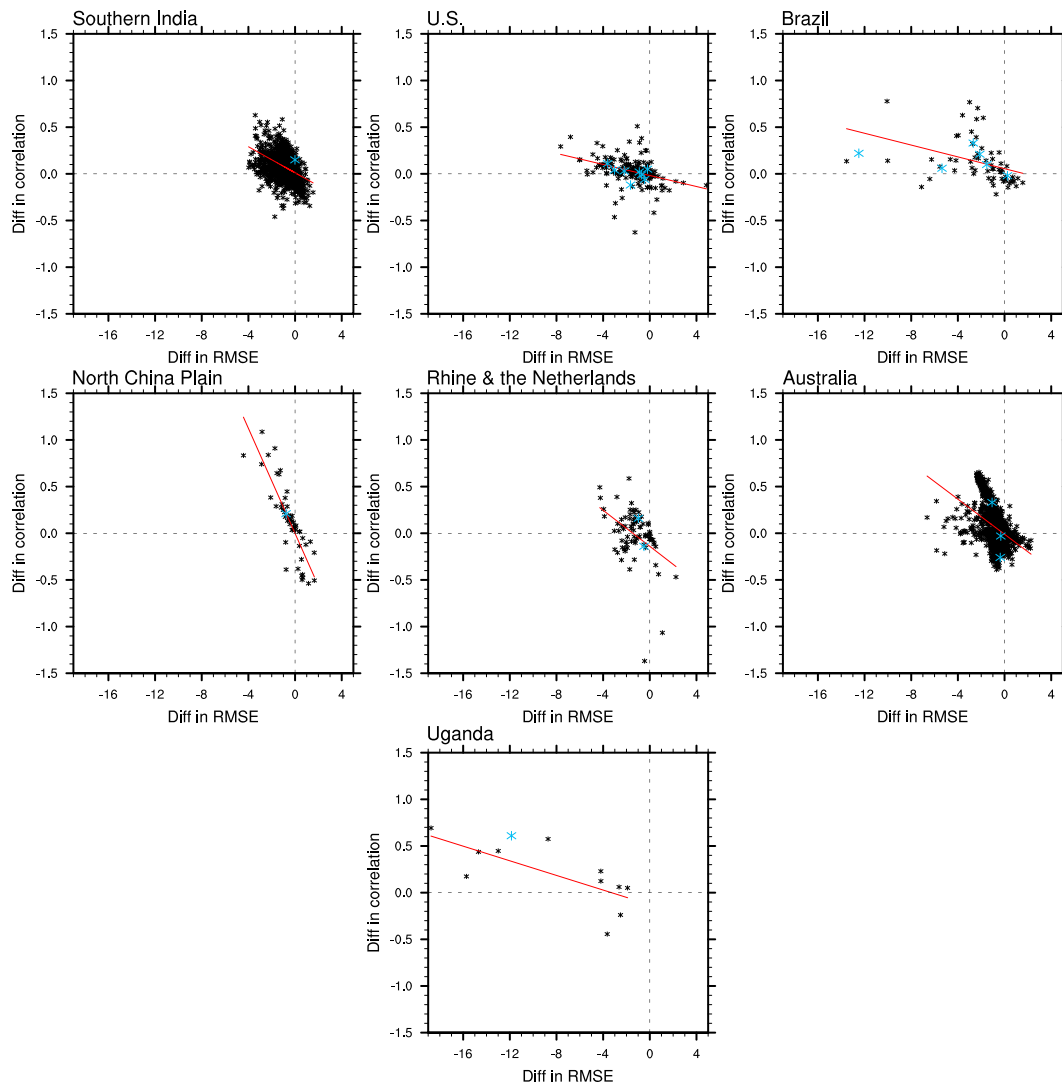 Southern India
U.S.
Brazil
Diff in correlation
1.5
1.0
0.5
0.0
-0.5
-1.0
-1.5
-16 -12 -8 -4 0 4
Diff in RMSE
Diff in correlation
1.5
1.0
0.5
0.0
-0.5
-1.0
-1.5
-16 -12 -8 -4 0 4
Diff in RMSE
Diff in correlation
1.5
1.0
0.5
0.0
-0.5
-1.0
-1.5
-16 -12 -8 -4 0 4
Diff in RMSE
North China Plain
Rhine & the Netherlands
Australia
Diff in correlation
1.5
1.0
0.5
0.0
-0.5
-1.0
-1.5
-16 -12 -8 -4 0 4
Diff in RMSE
Diff in correlation
1.5
1.0
0.5
0.0
-0.5
-1.0
-1.5
-16 -12 -8 -4 0 4
Diff in RMSE
Diff in correlation
1.5
1.0
0.5
0.0
-0.5
-1.0
-1.5
-16 -12 -8 -4 0 4
Diff in RMSE
Uganda
Diff in correlation
1.5
1.0
0.5
0.0
-0.5
-1.0
-1.5
-16 -12 -8 -4 0 4
Diff in RMSE